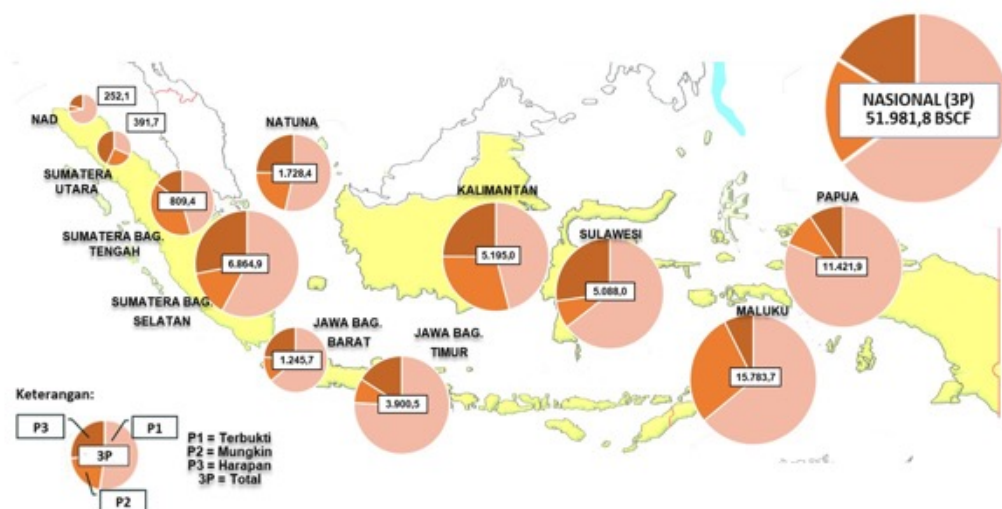 NASIONAL (3P)
51.981,8 BSCF
252,1
NAD
391,7
NATUNA
1.728,4
SUMATERA
UTARA
809,4
KALIMANTAN
5.195,0
PAPUA
11.421,9
SUMATERA BAG.
TENGAH
6.864,9
SULAWESI
5.088,0
SUMATERA BAG.
SELATAN
JAWA BAG.
BARAT
1.245,7
JAWA BAG.
TIMUR
3.900,5
MALUKU
15.783,7
Keterangan:
P3
P1
3P
P2
P1 = Terbukti
P2 = Mungkin
P3 = Harapan
3P = Total